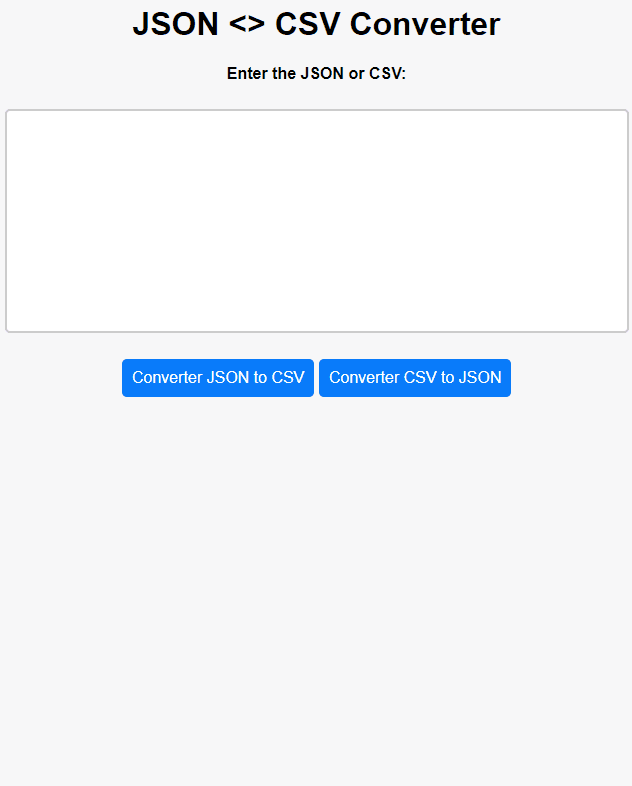 JSON <> CSV Converter
Enter the JSON or CSV:
Converter JSON to CSV Converter CSV to JSON